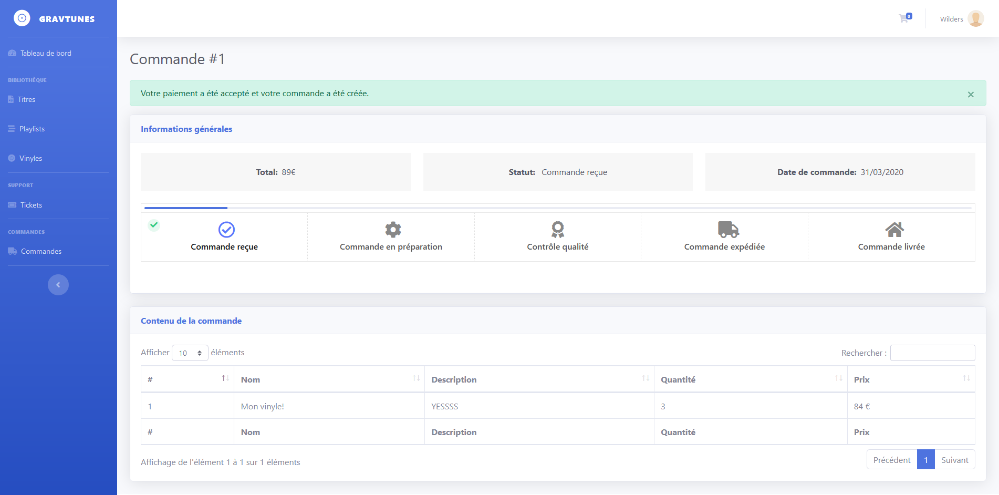 GRAVTUNES
0
Wilders
Tableau de bord
BIBLIOTHÈQUE
Titres
Playlists
Vinyles
SUPPORT
Tickets
COMMANDES
Commandes
Commande #1
Votre paiement a été accepté et votre commande a été créée.
×
Informations générales
Total: 89€
Statut: Commande reçue
Date de commande: 31/03/2020
Commande reçue
Commande en préparation
Contrôle qualité
Commande expédiée
Commande livrée
Contenu de la commande
Afficher 10 éléments
Rechercher :
# Nom Description Quantité Prix
1 Mon vinyle! YESSSS 3 84 €
# Nom Description Quantité Prix
Affichage de l'élément 1 à 1 sur 1 éléments
Précédent 1 Suivant